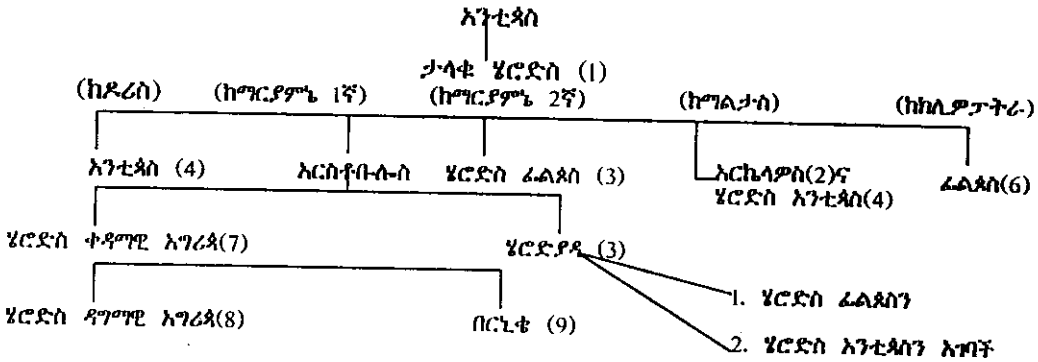 አንቲጳስ
ታላቁ ሄሮድስ (1)
(ከዶሪስ) (ከማርያምኔ 1ኛ) (ከማርያምኔ 2ኛ) (ከማልታስ) (ከክሊዎፓትራ)
አንቲጳስ (4) አርስቶቡሉስ ሄሮድስ ፊልጶስ (3) አርኬላዎስ(2)ና ፊልጶስ(6)
ሄሮድስ አንቲጳስ(4)
ሄሮድስ ቀዳማዊ አግሪጳ(7) ሄሮድያዳ (3)
1. ሄሮድስ ፊልጶስን
ሄሮድስ ዳግማዊ አግሪጳ(8) በርኒቄ (9)
2. ሄሮድስ አንቲጳስን አገባች